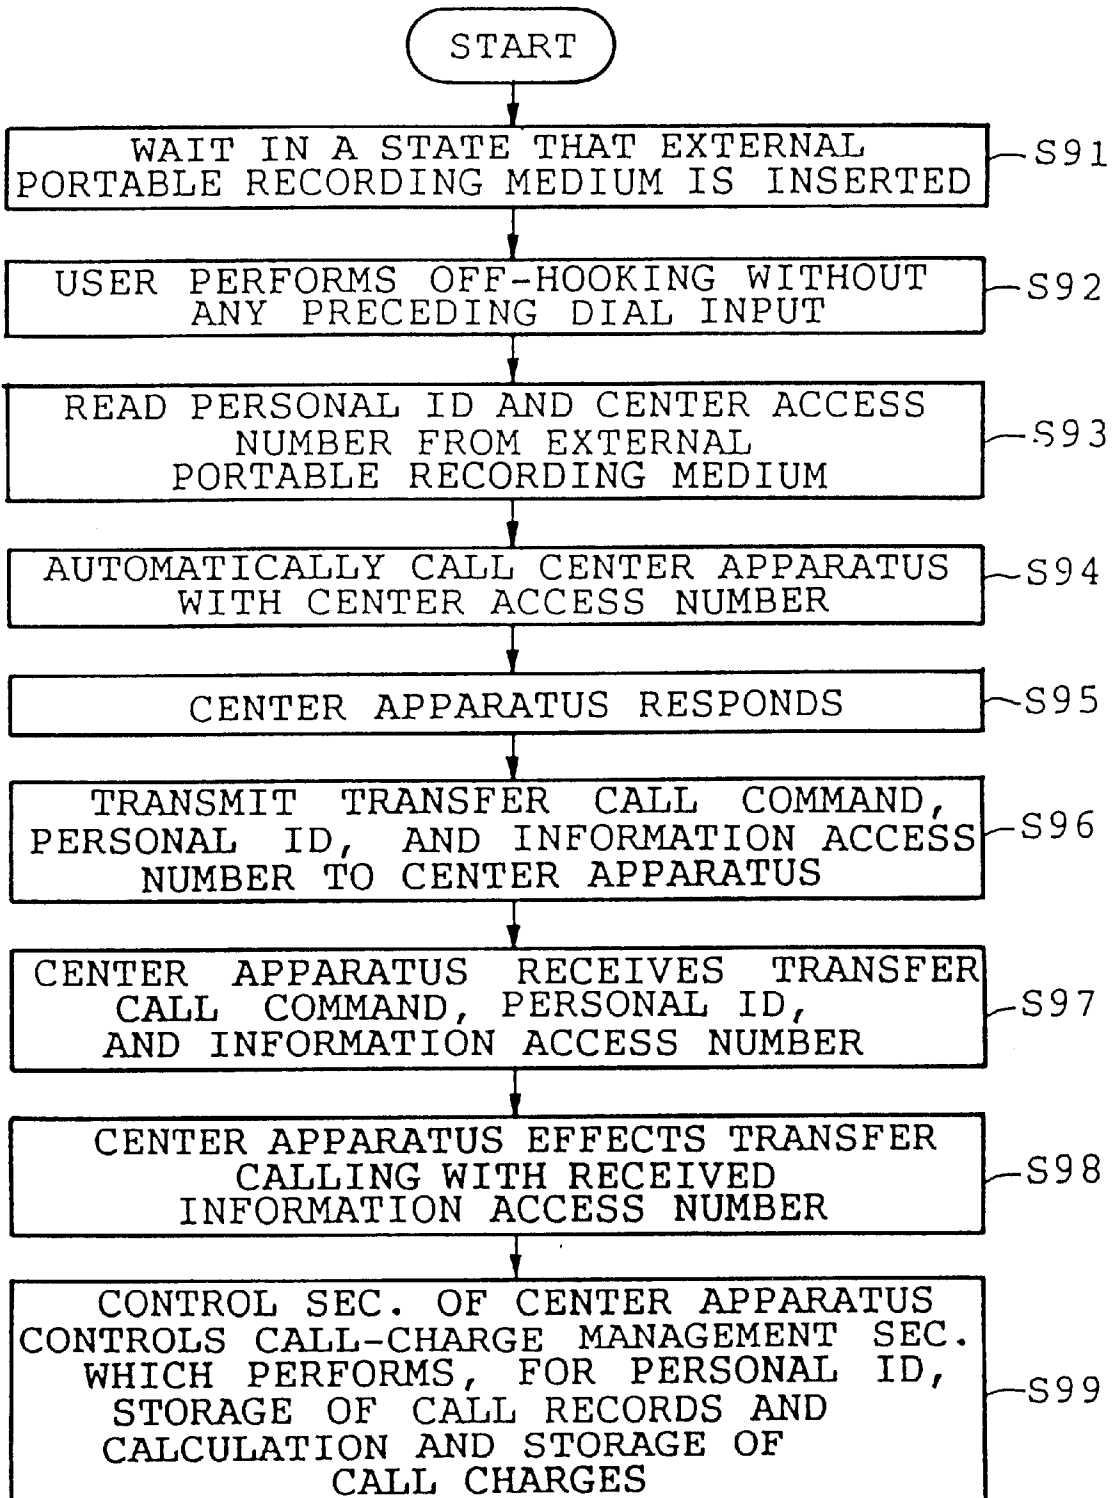 START
WAIT IN A STATE THAT EXTERNAL
PORTABLE RECORDING MEDIUM IS INSERTED
S91
USER PERFORMS OFF-HOOKING WITHOUT
ANY PRECEDING DIAL INPUT
S92
READ PERSONAL ID AND CENTER ACCESS
NUMBER FROM EXTERNAL
PORTABLE RECORDING MEDIUM
S93
AUTOMATICALLY CALL CENTER APPARATUS
WITH CENTER ACCESS NUMBER
S94
CENTER APPARATUS RESPONDS
S95
TRANSMIT TRANSFER CALL COMMAND,
PERSONAL ID, AND INFORMATION ACCESS
NUMBER TO CENTER APPARATUS
S96
CENTER APPARATUS RECEIVES TRANSFER
CALL COMMAND, PERSONAL ID,
AND INFORMATION ACCESS NUMBER
S97
CENTER APPARATUS EFFECTS TRANSFER
CALLING WITH RECEIVED
INFORMATION ACCESS NUMBER
S98
CONTROL SEC. OF CENTER APPARATUS
CONTROLS CALL-CHARGE MANAGEMENT SEC.
WHICH PERFORMS, FOR PERSONAL ID,
STORAGE OF CALL RECORDS AND
CALCULATION AND STORAGE OF
CALL CHARGES
S99